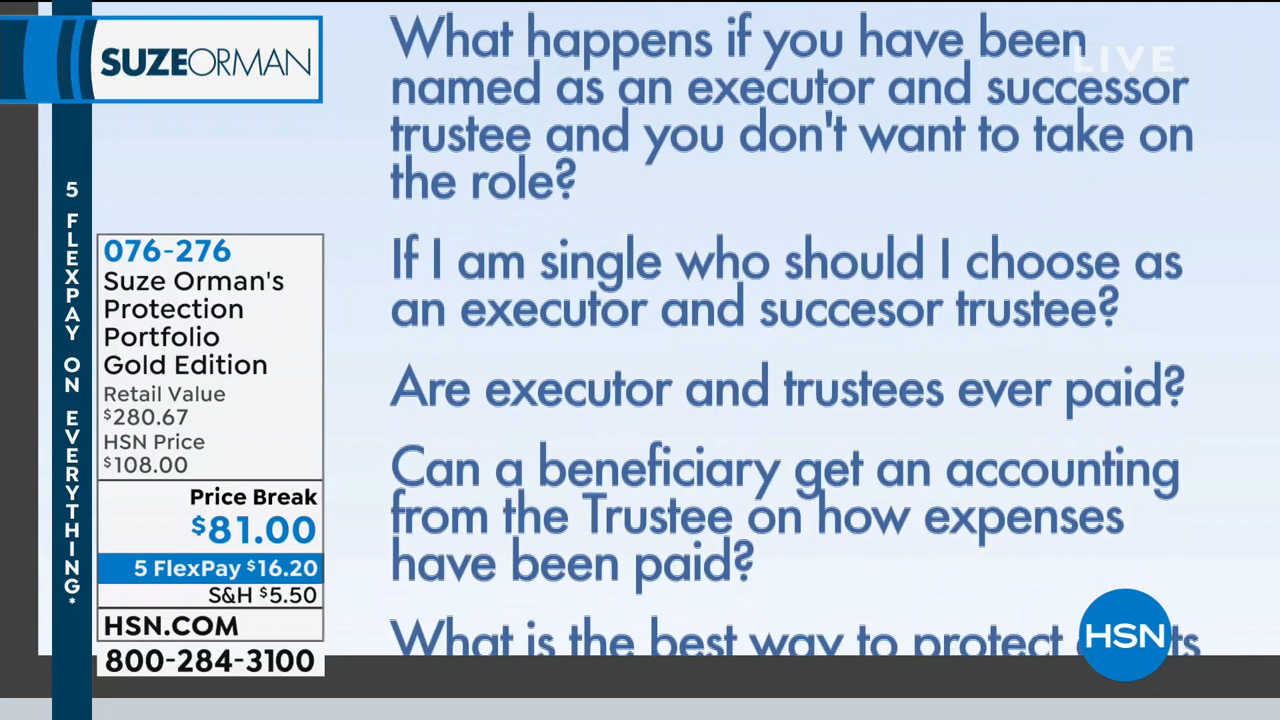 SUZEORMAN
5 FLEXPAY ON EVERYTHING.*
076-276
Suze Orman's
Protection
Portfolio
Gold Edition
Retail Value
$280.67
HSN Price
$108.00
Price Break
$81.00
5 FlexPay $16.20
S&H $5.50
HSN.COM
800-284-3100
LIVE
What happens if you have been
named as an executor and successor
trustee and you don't want to take on
the role?
If I am single who should I choose as
an executor and succesor trustee?
Are executor and trustees ever paid?
Can a beneficiary get an accounting
from the Trustee on how expenses
have been paid?
What is the best way to protect
HSN